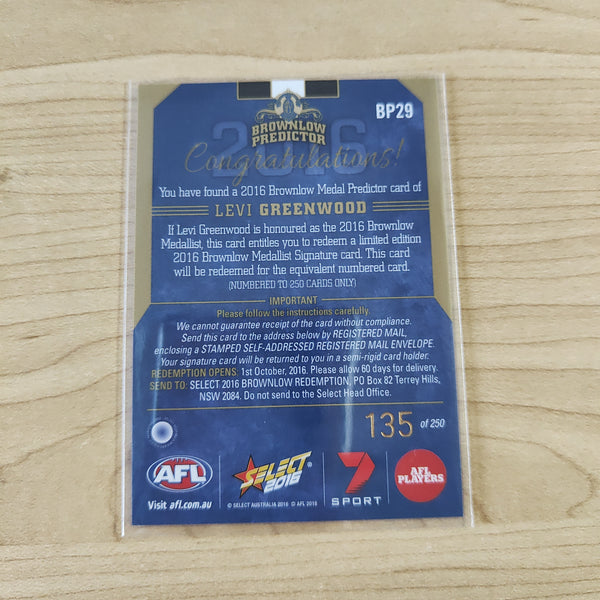 BP29
2016
BROWNLOW
PREDICTOR
Congratulations!
You have found a 2016 Brownlow Medal Predictor card of
LEVI GREENWOOD
If Levi Greenwood is honoured as the 2016 Brownlow
Medallist, this card entitles you to redeem a limited edition
2016 Brownlow Medallist Signature card. This card
will be redeemed for the equivalent numbered card.
(NUMBERED TO 250 CARDS ONLY)
IMPORTANT
Please follow the instructions carefully.
We cannot guarantee receipt of the card without compliance.
Send this card to the address below by REGISTERED MAIL,
enclosing a STAMPED SELF-ADDRESSED REGISTERED MAIL ENVELOPE.
Your signature card will be returned to you in a semi-rigid card holder.
REDEMPTION OPENS: 1st October, 2016. Please allow 60 days for delivery.
SEND TO: SELECT 2016 BROWNLOW REDEMPTION, PO Box 82 Terrey Hills,
NSW 2084. Do not send to the Select Head Office.
135 of 250
AFL
SELECT
2016
7
SPORT
AFL
PLAYERS
Visit afl.com.au
© SELECT AUSTRALIA 2016 © AFL 2016